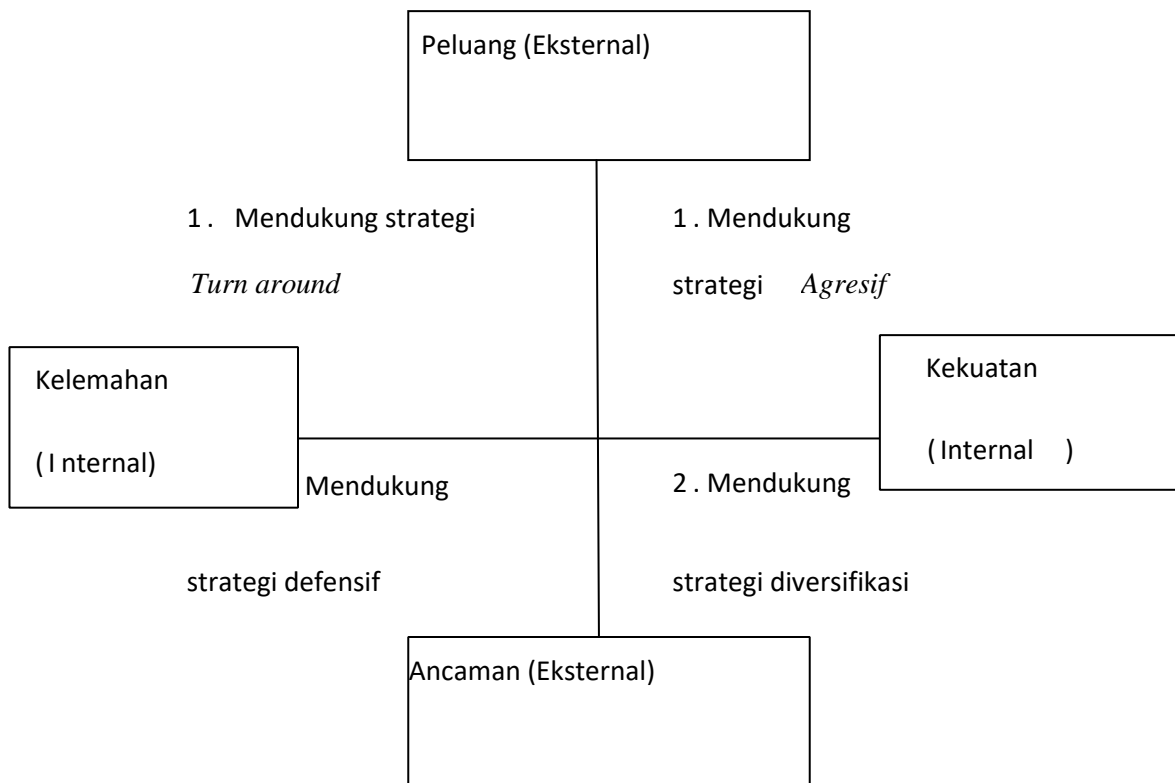 Peluang (Eksternal)
1 . Mendukung strategi
Turn around
1 . Mendukung
strategi Agresif
Kelemahan
( I nternal)
Kekuatan
( Internal )
Mendukung
strategi defensif
2 . Mendukung
strategi diversifikasi
Ancaman (Eksternal)